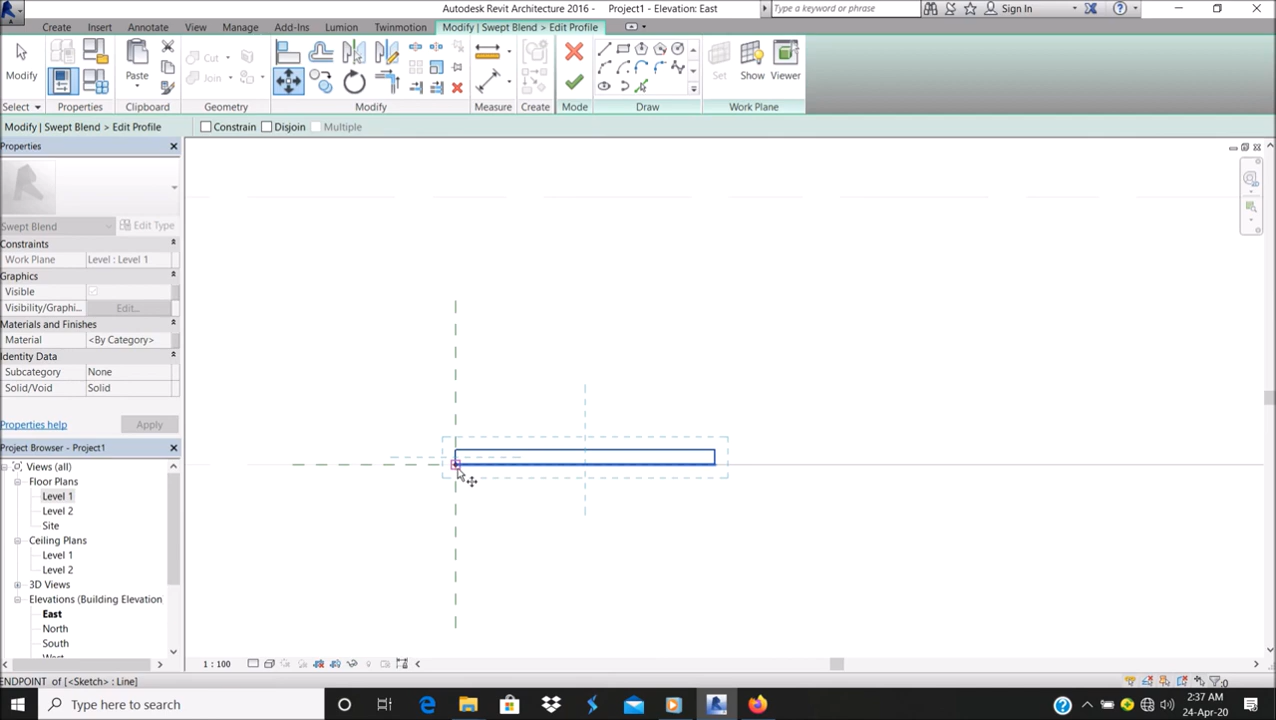 Autodesk Revit Architecture 2016 - Project1 - Elevation: East
Type a keyword or phrase
Sign In
Create Insert Annotate View Manage Add-Ins Lumion Twinmotion Modify | Swept Blend > Edit Profile
Modify
Paste
Cut
Join
Set Show Viewer
Select Properties Clipboard Geometry Modify Measure Create Mode Draw Work Plane
Modify | Swept Blend > Edit Profile
Constrain Disjoin Multiple
Properties
Swept Blend
Edit Type
Constraints
Work Plane Level : Level 1
Graphics
Visible
Visibility/Graphi... Edit...
Materials and Finishes
Material <By Category>
Identity Data
Subcategory None
Solid/Void Solid
Properties help Apply
Project Browser - Project1
Views (all)
Floor Plans
Level 1
Level 2
Site
Ceiling Plans
Level 1
Level 2
3D Views
Elevations (Building Elevation
East
North
South
1 : 100
ENDPOINT of [<Sketch> : Line]
:0
Type here to search
2:37 AM
24-Apr-20